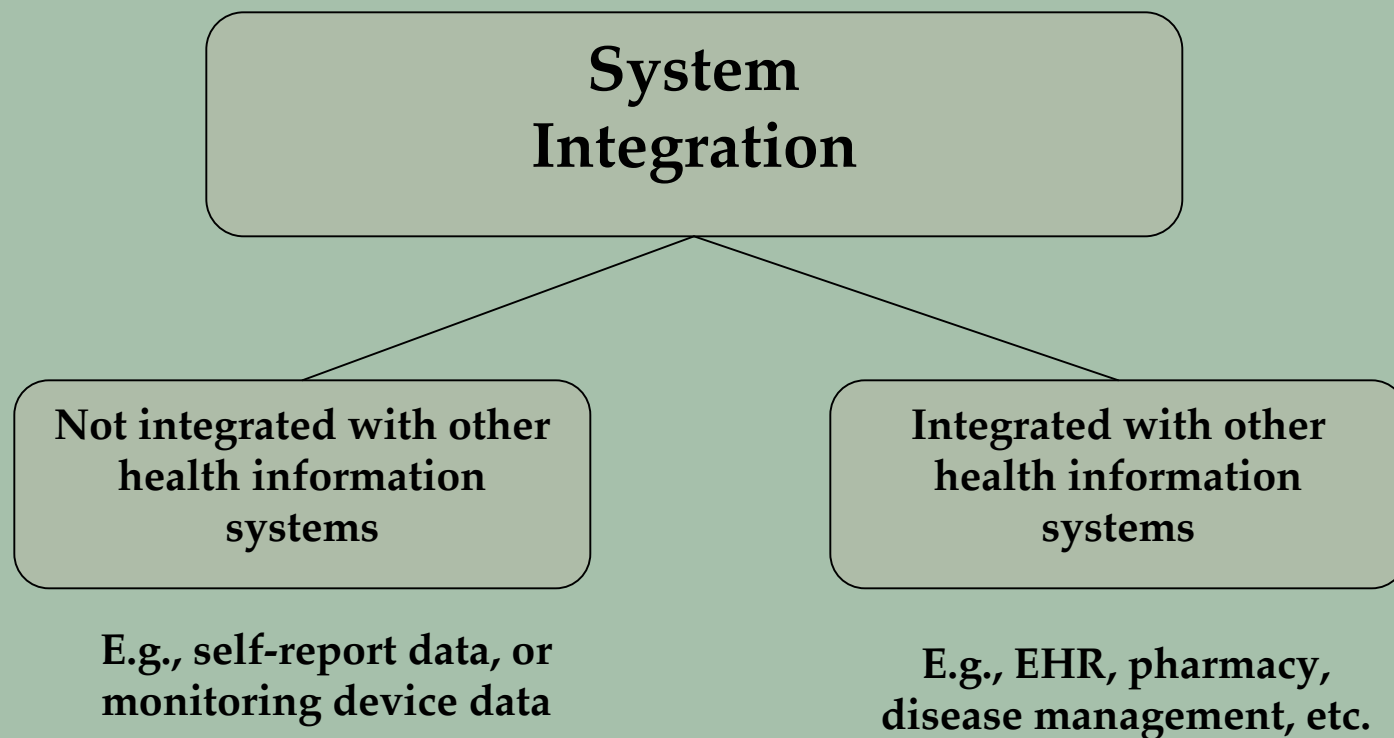 System
Integration
Not integrated with other
health information
systems
Integrated with other
health information
systems
E.g., self-report data, or
monitoring device data
E.g., EHR, pharmacy,
disease management, etc.